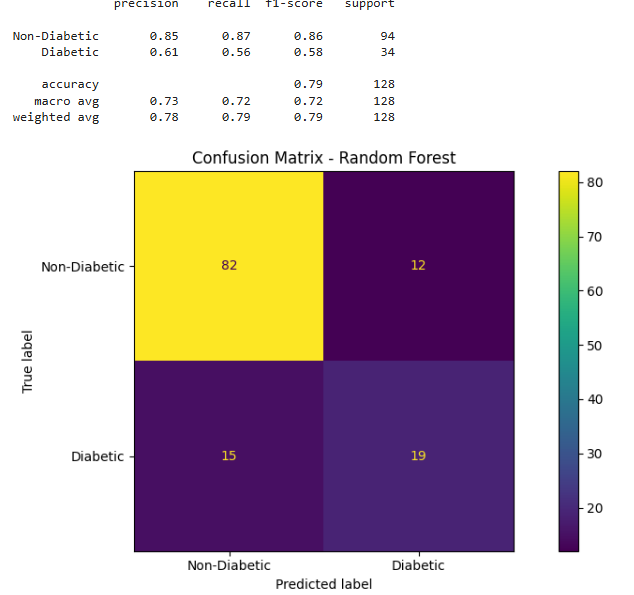 precision recall f1-score support
Non-Diabetic 0.85 0.87 0.86 94
Diabetic 0.61 0.56 0.58 34
accuracy 0.79 128
macro avg 0.73 0.72 0.72 128
weighted avg 0.78 0.79 0.79 128
Confusion Matrix - Random Forest
80
70
60
50
40
30
20
True label
Non-Diabetic 82 12
Diabetic 15 19
Non-Diabetic Diabetic
Predicted label